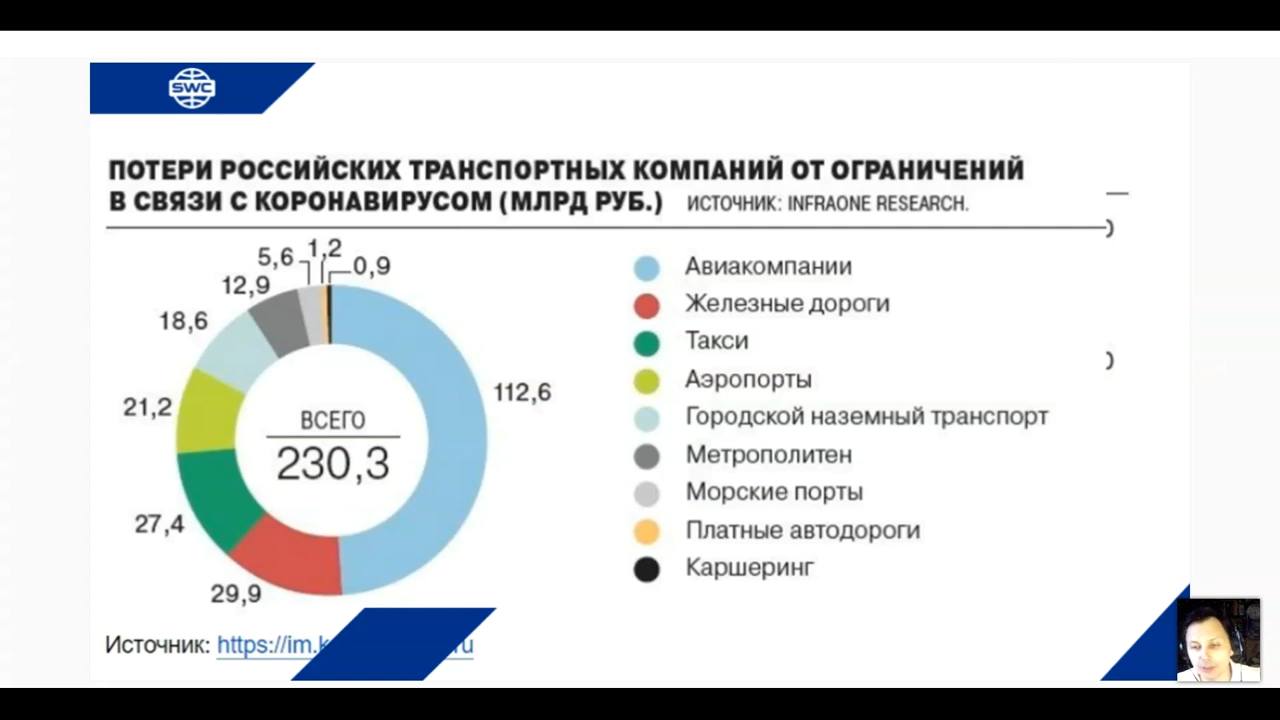 SWC
ПОТЕРИ РОССИЙСКИХ ТРАНСПОРТНЫХ КОМПАНИЙ ОТ ОГРАНИЧЕНИЙ
В СВЯЗИ С КОРОНАВИРУСОМ (МЛРД РУБ.) ИСТОЧНИК: INFRAONE RESEARCH.
5,6 1,2 0,9
12,9
18,6
21,2
27,4
29,9
112,6
ВСЕГО
230,3
Авиакомпании
Железные дороги
Такси
Аэропорты
Городской наземный транспорт
Метрополитен
Морские порты
Платные автодороги
Каршеринг
Источник: https://im.k